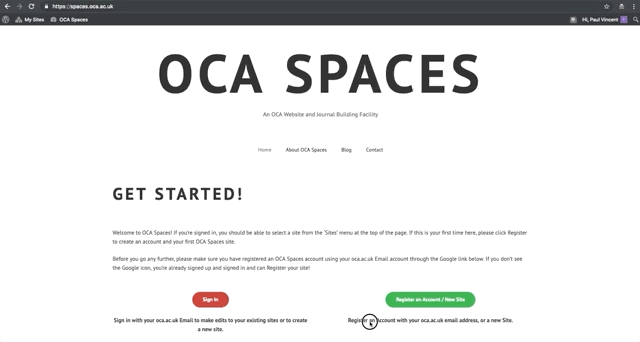 https://spaces.oca.ac.uk
My Sites OCA Spaces Hi, Paul Vincent
OCA SPACES
An OCA Website and Journal Building Facility
Home About OCA Spaces Blog Contact
GET STARTED!
Welcome to OCA Spaces! If you're signed in, you should be able to select a site from the 'Sites' menu at the top of the page. If this is your first time here, please click Register
to create an account and your first OCA Spaces site.
Before you go any further, please make sure you have registered an OCA Spaces account using your oca.ac.uk Email account through the Google link below. If you don't see
the Google icon, you're already signed up and signed in and can Register your site!
Sign In Register an Account / New Site
Sign in with your oca.ac.uk Email to make edits to your existing sites or to create
a new site.
Register an Account with your oca.ac.uk email address, or a new Site.